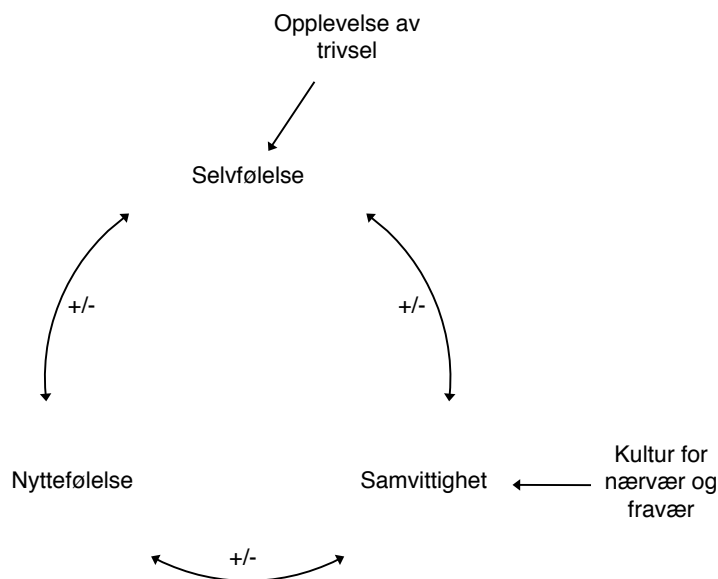 Opplevelse av
trivsel
Selvfølelse
+/-
+/-
Nyttefølelse
Samvittighet
Kultur for
nærvær og
fravær
+/-